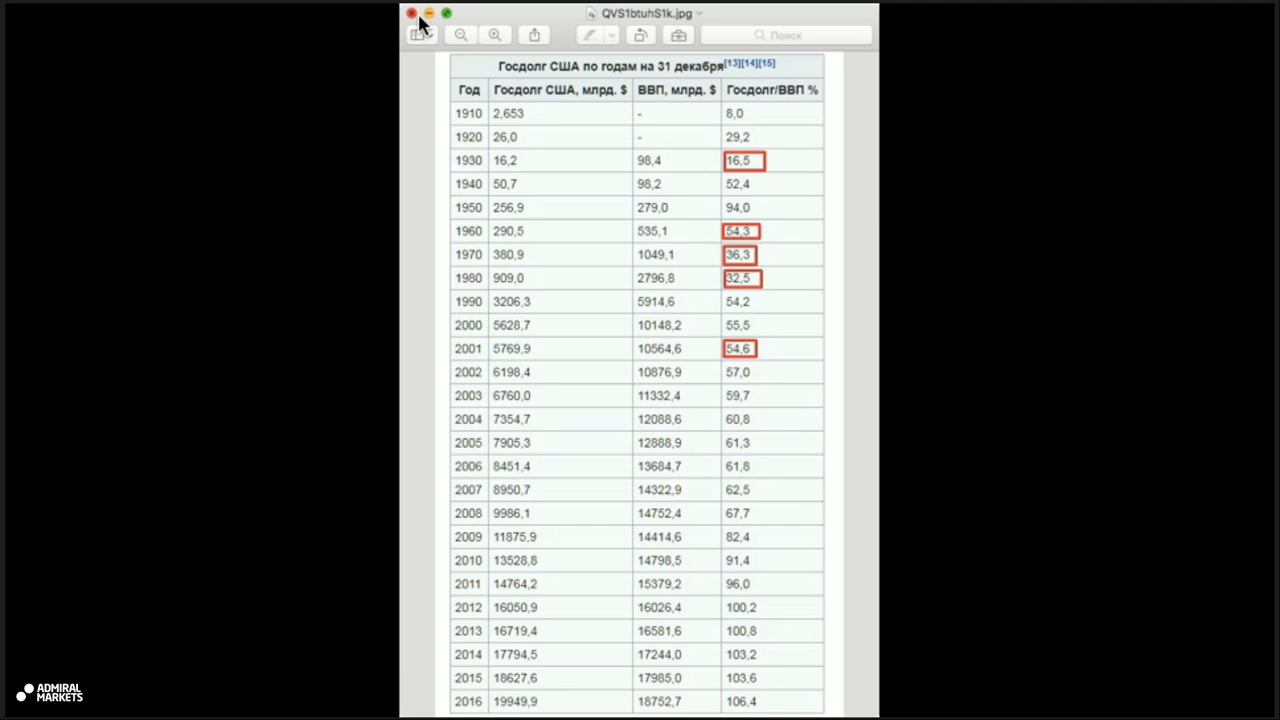 QVS1btuhS1k.jpg
Поиск
Госдолг США по годам на 31 декабря[13][14][15]
Год Госдолг США, млрд. $ ВВП, млрд. $ Госдолг/ВВП %
1910 2,653 - 8,0
1920 26,0 - 29,2
1930 16,2 98,4 16,5
1940 50,7 98,2 52,4
1950 256,9 279,0 94,0
1960 290,5 535,1 54,3
1970 380,9 1049,1 36,3
1980 909,0 2796,8 32,5
1990 3206,3 5914,6 54,2
2000 5628,7 10148,2 55,5
2001 5769,9 10564,6 54,6
2002 6198,4 10876,9 57,0
2003 6760,0 11332,4 59,7
2004 7354,7 12088,6 60,8
2005 7905,3 12888,9 61,3
2006 8451,4 13684,7 61,8
2007 8950,7 14322,9 62,5
2008 9986,1 14752,4 67,7
2009 11875,9 14414,6 82,4
2010 13528,8 14798,5 91,4
2011 14764,2 15379,2 96,0
2012 16050,9 16026,4 100,2
2013 16719,4 16581,6 100,8
2014 17794,5 17244,0 103,2
2015 18627,6 17985,0 103,6
2016 19949,9 18752,7 106,4
ADMIRAL
MARKETS